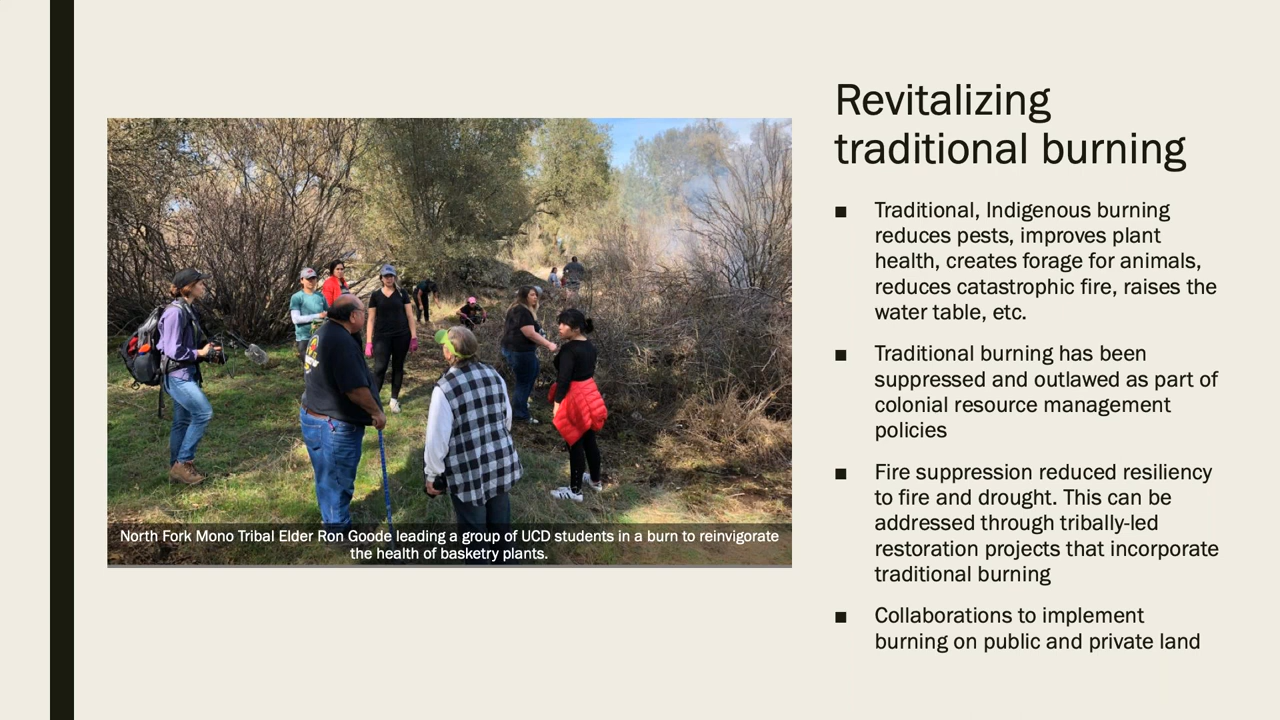 Revitalizing
traditional burning
■ Traditional, Indigenous burning
reduces pests, improves plant
health, creates forage for animals,
reduces catastrophic fire, raises the
water table, etc.
■ Traditional burning has been
suppressed and outlawed as part of
colonial resource management
policies
■ Fire suppression reduced resiliency
to fire and drought. This can be
addressed through tribally-led
restoration projects that incorporate
traditional burning
■ Collaborations to implement
burning on public and private land
North Fork Mono Tribal Elder Ron Goode leading a group of UCD students in a burn to reinvigorate
the health of basketry plants.